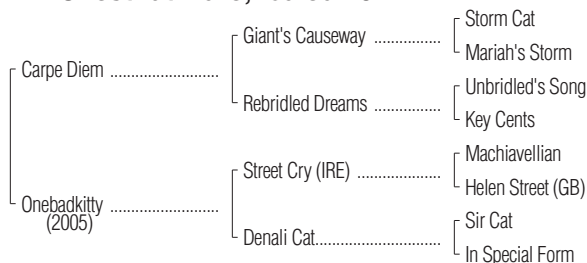 Storm Cat
Giant's Causeway ................
Mariah's Storm
Carpe Diem ..........................
Unbridled's Song
Rebridled Dreams ................
Key Cents
Machiavellian
Street Cry (IRE) ...................
Helen Street (GB)
Onebadkitty ..........................
(2005)
Sir Cat
Denali Cat.............................
In Special Form